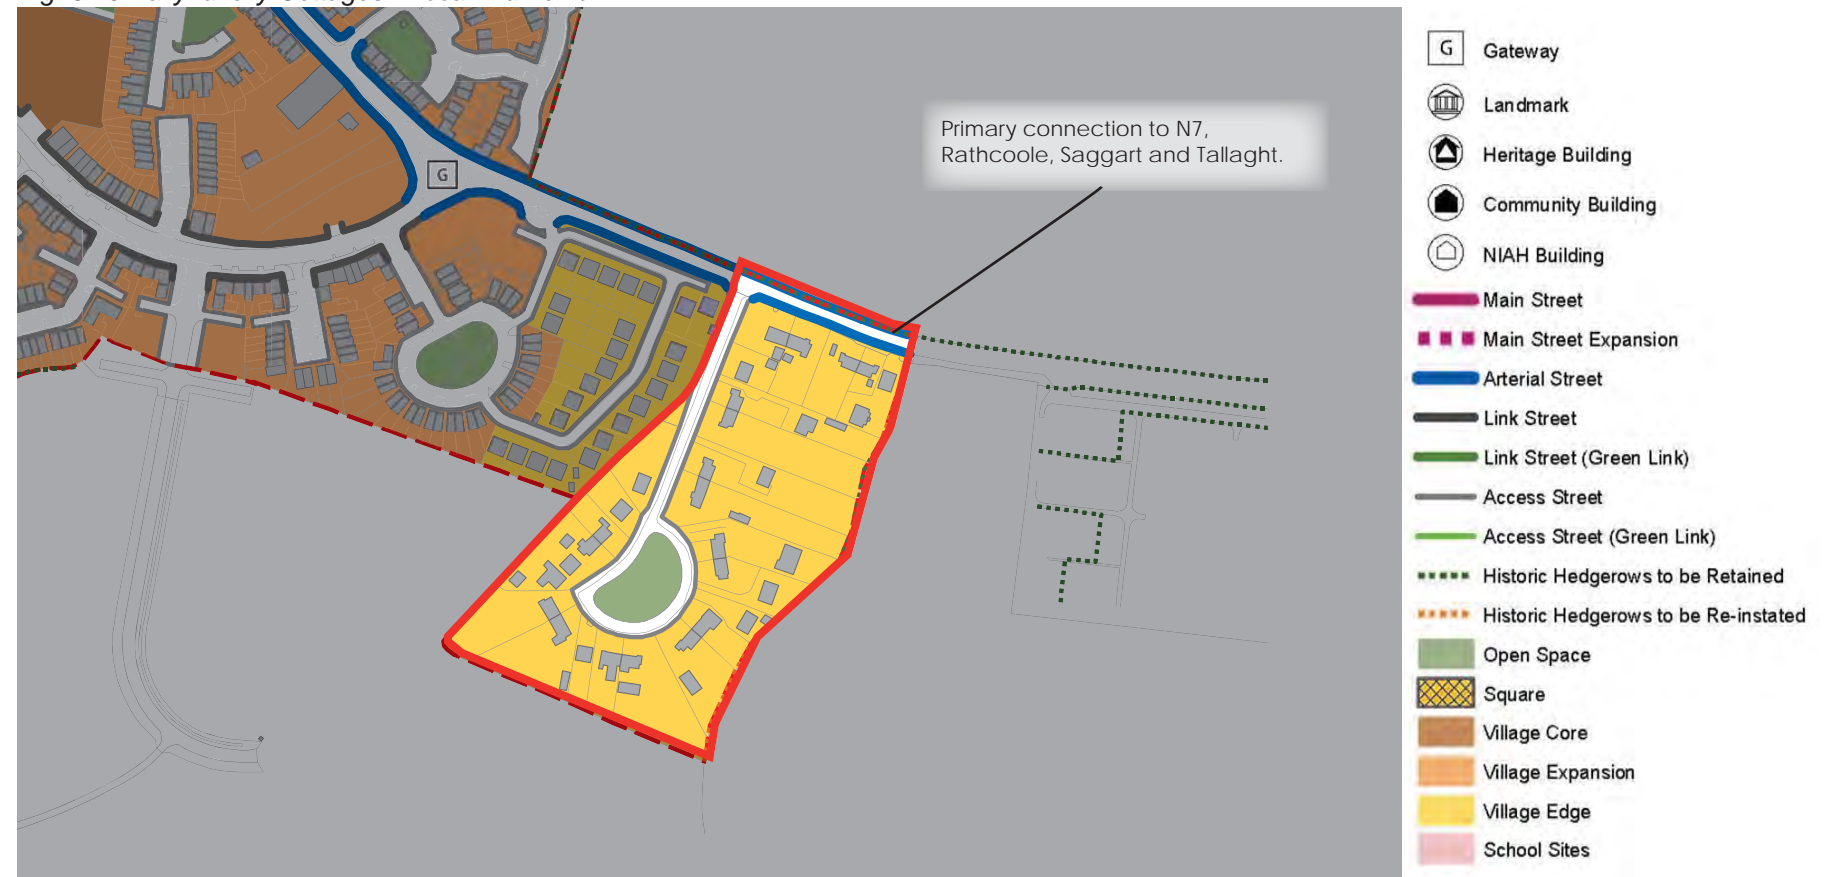 G
Primary connection to N7,
Rathcoole, Saggart and Tallaght.
G
Gateway
Landmark
Heritage Building
Community Building
NIAH Building
Main Street
Main Street Expansion
Arterial Street
Link Street
Link Street (Green Link)
Access Street
Access Street (Green Link)
Historic Hedgerows to be Retained
Historic Hedgerows to be Re-instated
Open Space
Square
Village Core
Village Expansion
Village Edge
School Sites